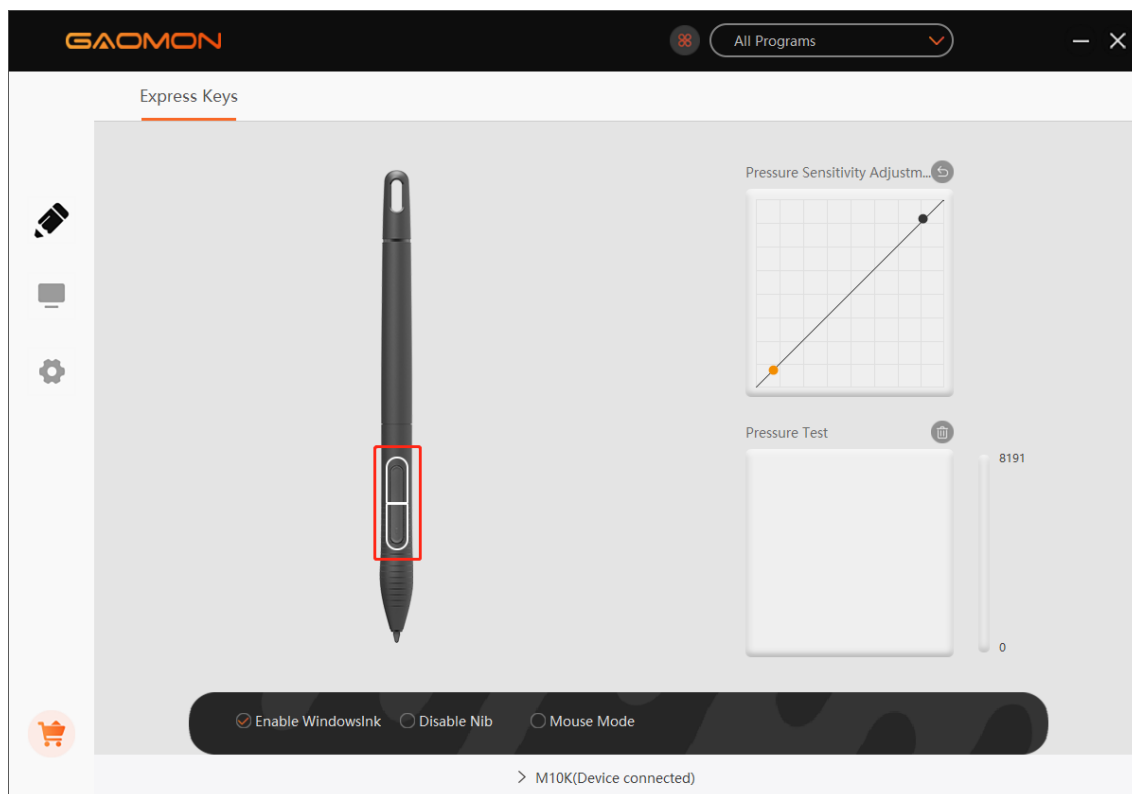 GAOMON
All Programs
Express Keys
Pressure Sensitivity Adjustm...
Pressure Test
8191
0
Enable WindowsInk Disable Nib Mouse Mode
M10K(Device connected)